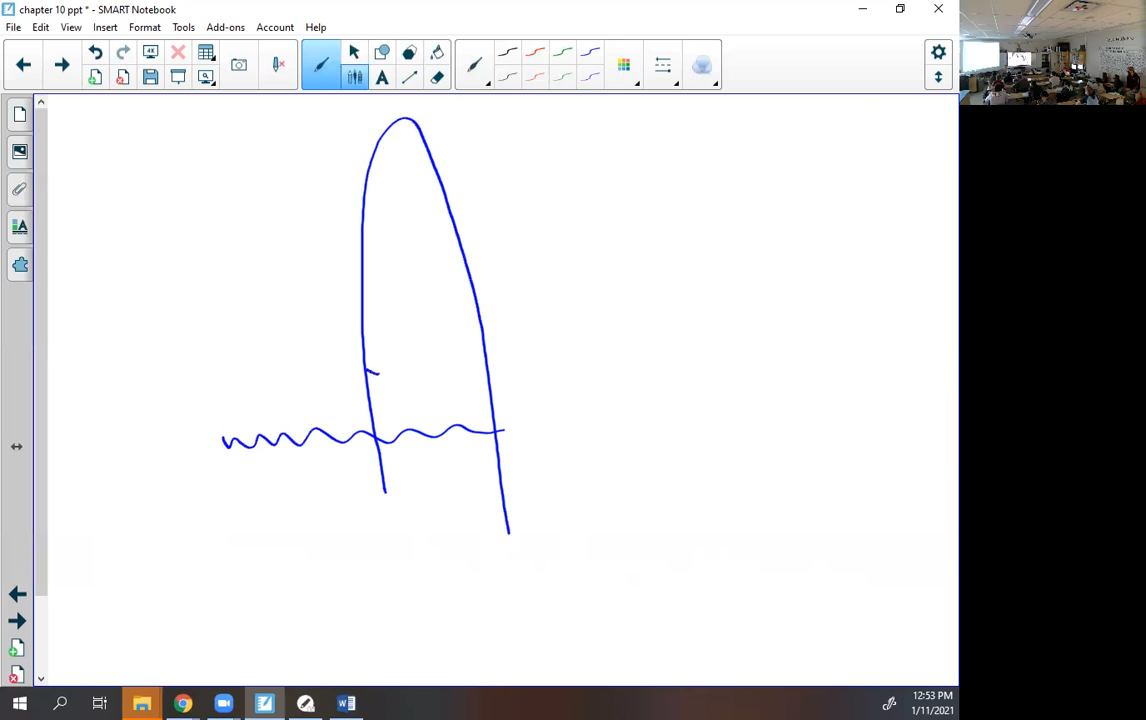 chapter 10 ppt * - SMART Notebook
File Edit View Insert Format Tools Add-ons Account Help
12:53 PM
1/11/2021